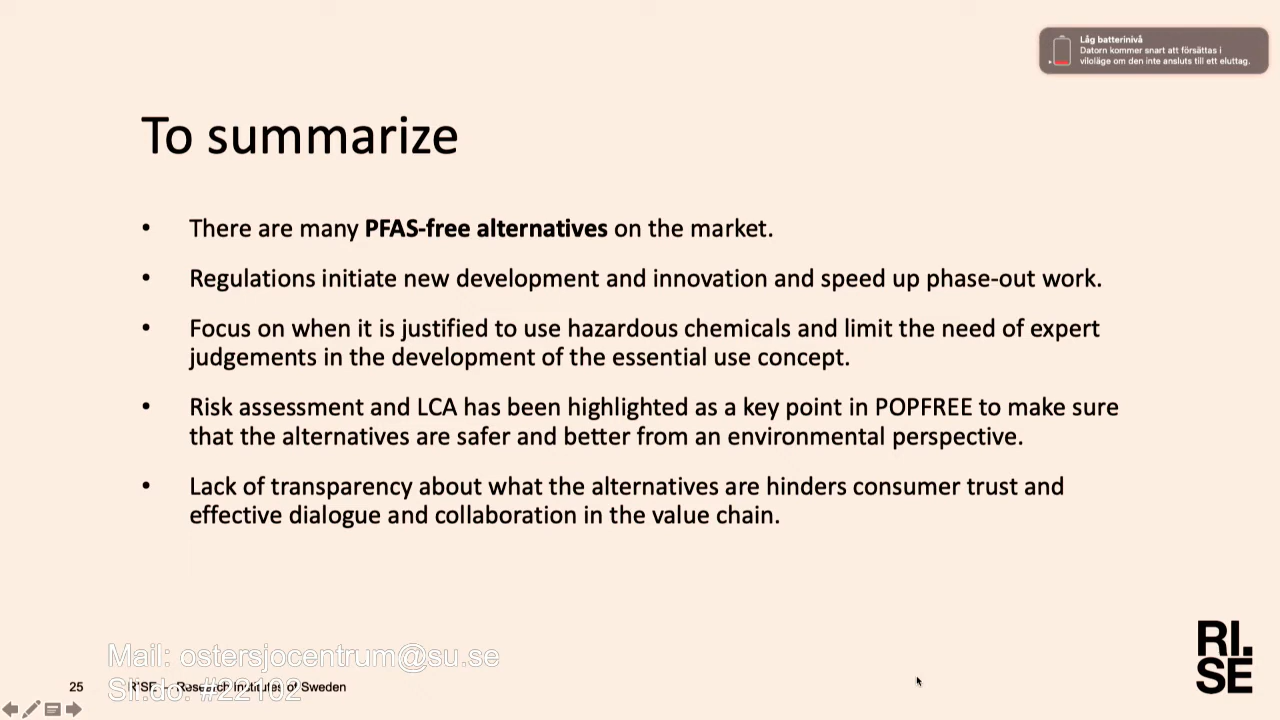 Låg batterinivå
Datorn kommer snart att försättas i
viloläge om den inte ansluts till ett eluttag.
To summarize
• There are many PFAS-free alternatives on the market.
• Regulations initiate new development and innovation and speed up phase-out work.
• Focus on when it is justified to use hazardous chemicals and limit the need of expert
judgements in the development of the essential use concept.
• Risk assessment and LCA has been highlighted as a key point in POPFREE to make sure
that the alternatives are safer and better from an environmental perspective.
• Lack of transparency about what the alternatives are hinders consumer trust and
effective dialogue and collaboration in the value chain.
RI.
SE
Mail: ostersjocentrum@su.se
25 RISE — Research Institutes of Sweden
Sli.do: #22102